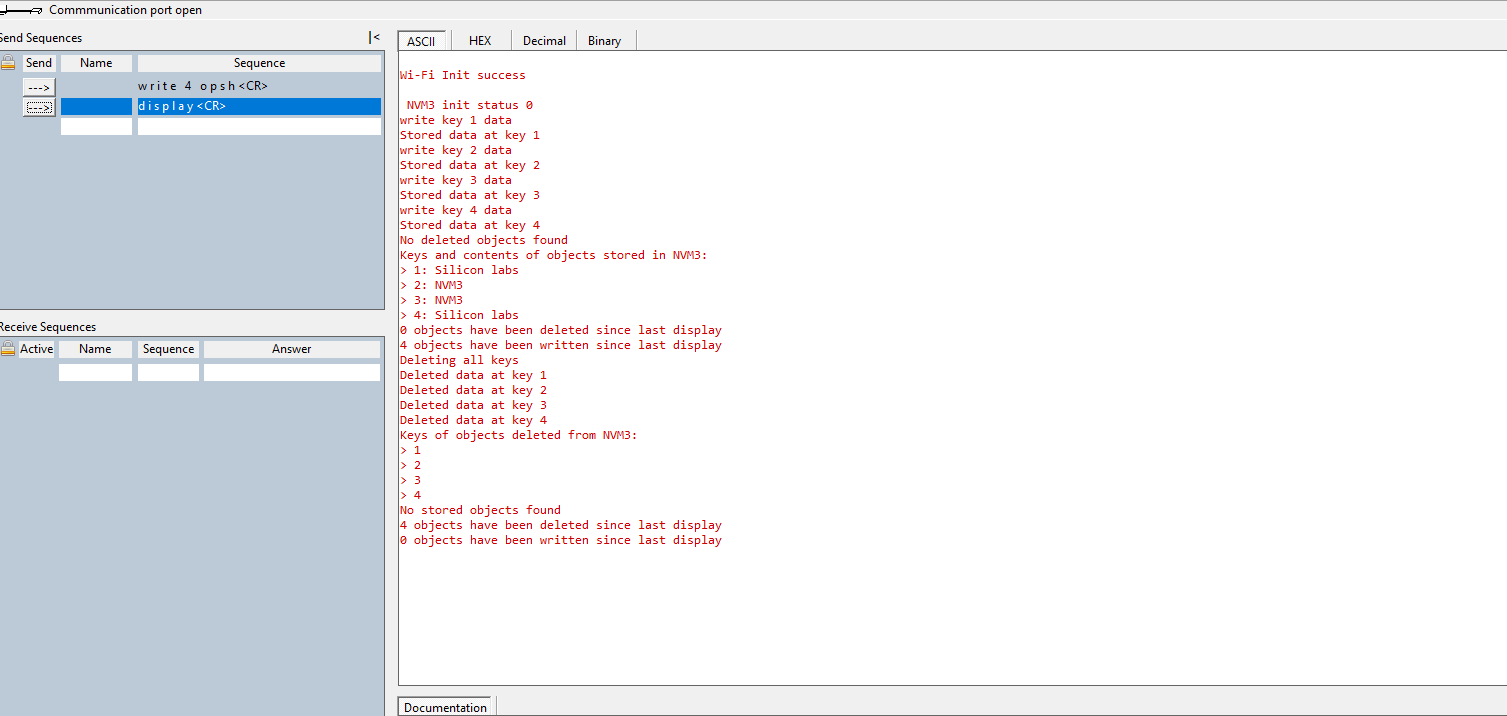 Commmunication port open
Send Sequences |<
Send Name Sequence
---> write 4 opsh<CR>
---> display<CR>
Receive Sequences
Active Name Sequence Answer
ASCII HEX Decimal Binary
Wi-Fi Init success
NVM3 init status 0
write key 1 data
Stored data at key 1
write key 2 data
Stored data at key 2
write key 3 data
Stored data at key 3
write key 4 data
Stored data at key 4
No deleted objects found
Keys and contents of objects stored in NVM3:
> 1: Silicon labs
> 2: NVM3
> 3: NVM3
> 4: Silicon labs
0 objects have been deleted since last display
4 objects have been written since last display
Deleting all keys
Deleted data at key 1
Deleted data at key 2
Deleted data at key 3
Deleted data at key 4
Keys of objects deleted from NVM3:
> 1
> 2
> 3
> 4
No stored objects found
4 objects have been deleted since last display
0 objects have been written since last display
Documentation